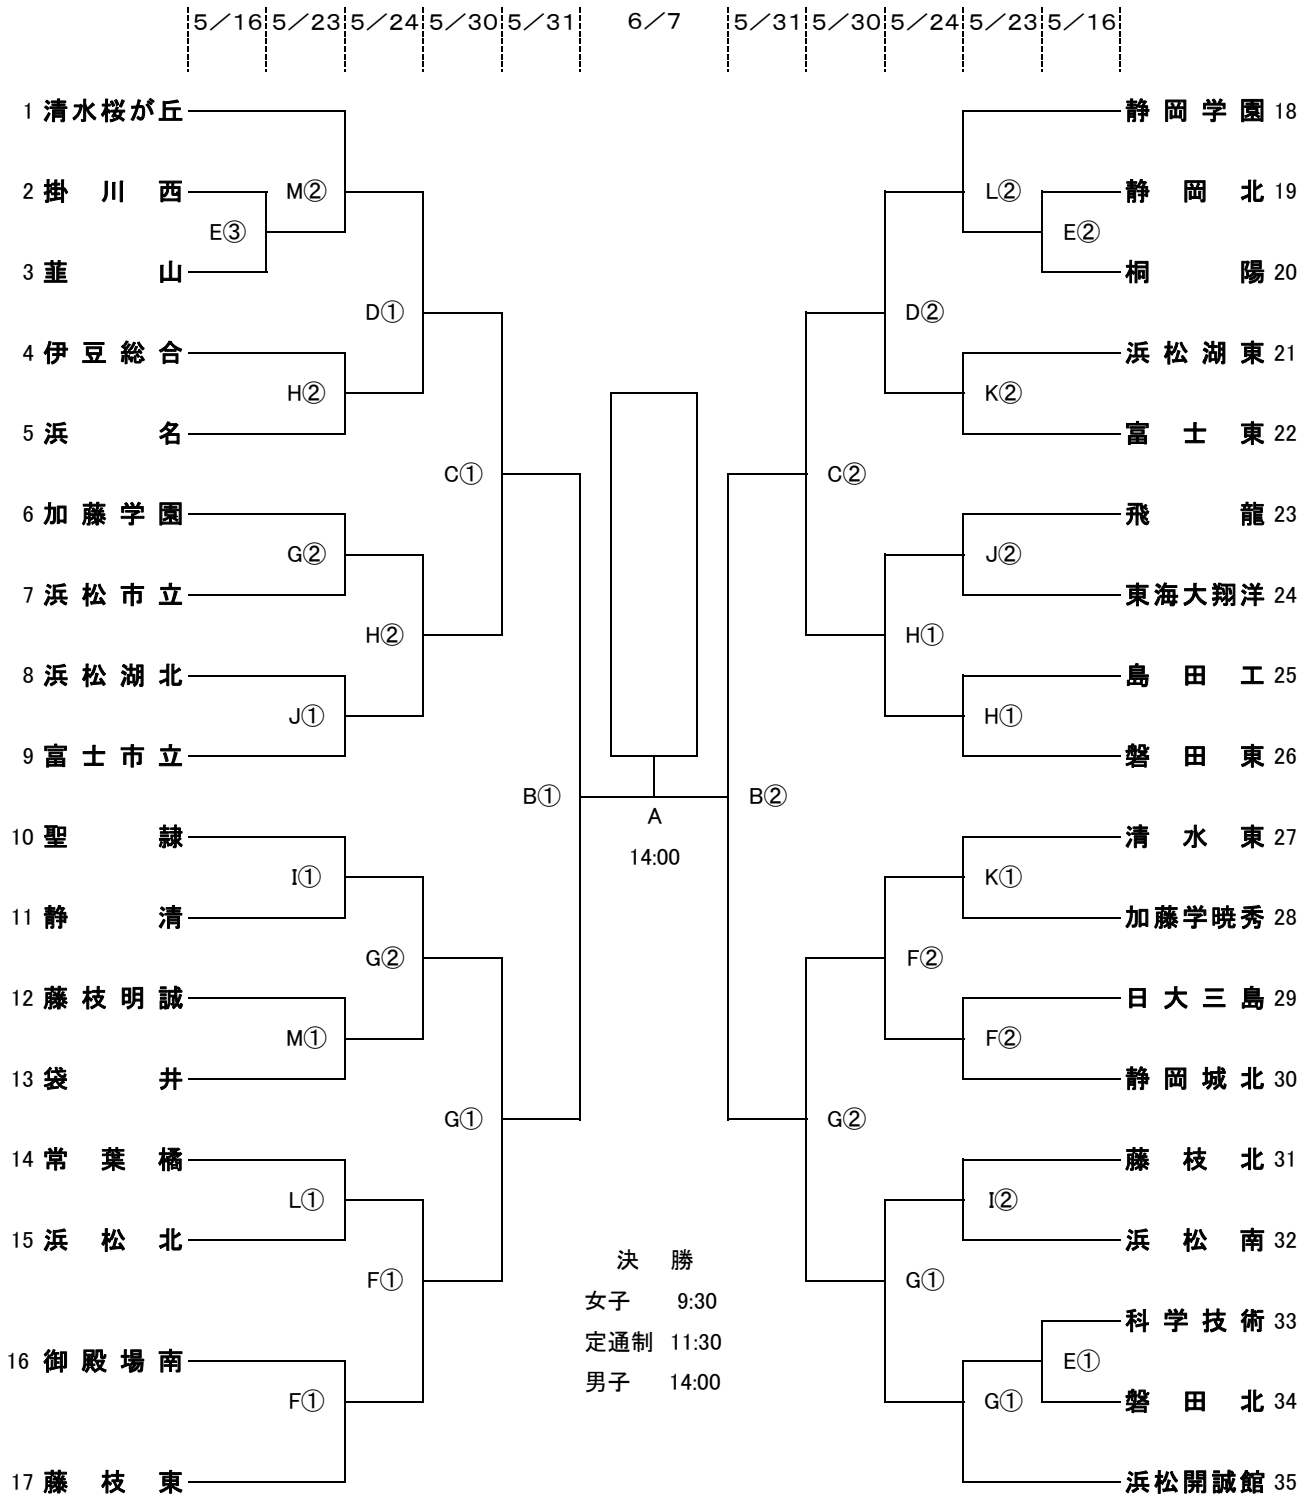 5／16 5／23 5／24 5／30 5／31 6／7 5／31 5／30 5／24 5／23 5／16
1 清水桜が丘
静岡学園 18
2 掛川西
M②
L②
静岡北 19
E③
E②
3 韮山
桐陽 20
D①
D②
4 伊豆総合
浜松湖東 21
H②
K②
5 浜名
富士東 22
C①
C②
6 加藤学園
飛龍 23
G②
J②
7 浜松市立
東海大翔洋 24
H②
H①
8 浜松湖北
島田工 25
J①
H①
9 富士市立
磐田東 26
B①
B②
A
10 聖隷
清水東 27
14:00
I①
K①
11 静清
加藤学暁秀 28
G②
F②
12 藤枝明誠
日大三島 29
M①
F②
13 袋井
静岡城北 30
G①
G②
14 常葉橘
藤枝北 31
L①
I②
15 浜松北
浜松南 32
決勝
F①
G①
女子 9:30
科学技術 33
定通制 11:30
16 御殿場南
E①
男子 14:00
F①
G①
磐田北 34
17 藤枝東
浜松開誠館 35